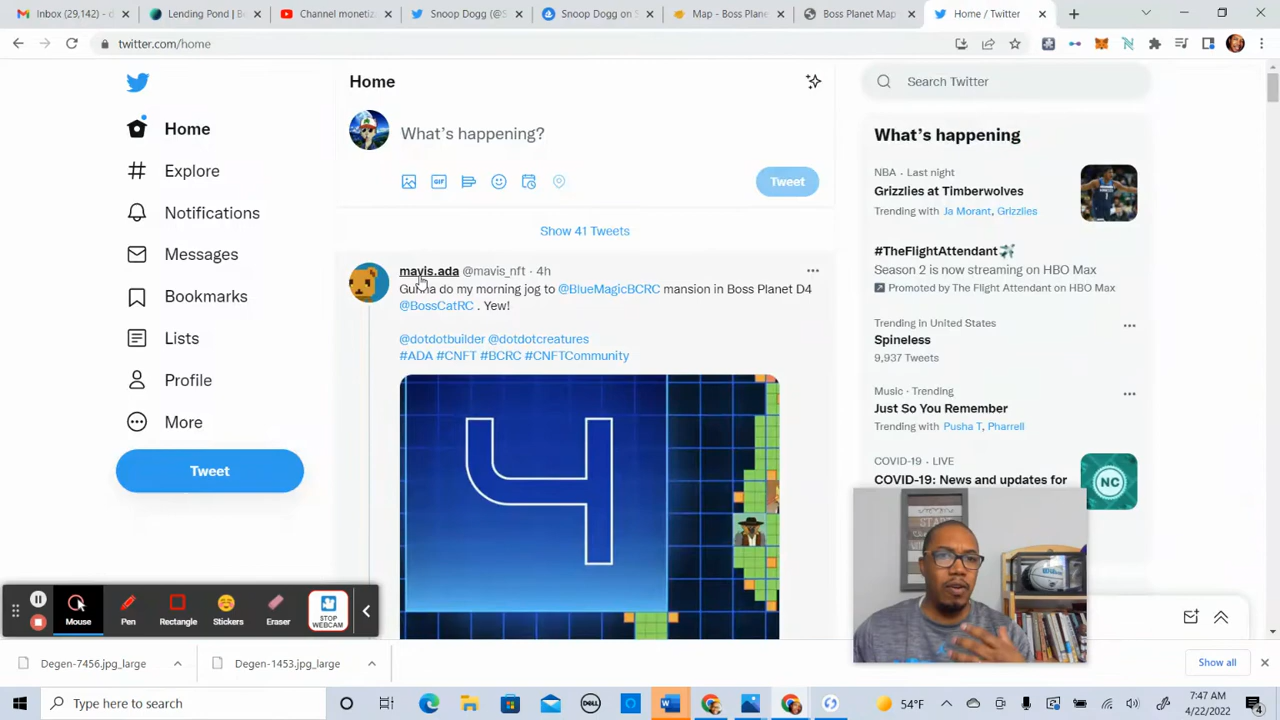 Inbox (29,142) - d
Lending Pond | B
Channel monetiz
Snoop Dogg (@S
Snoop Dogg on S
Map - Boss Plane
Boss Planet Map
Home / Twitter
twitter.com/home
Home
Explore
Notifications
Messages
Bookmarks
Lists
Profile
More
Tweet
Home
What's happening?
GIF
Tweet
Show 41 Tweets
mavis.ada @mavis_nft · 4h
Gunna do my morning jog to @BlueMagicBCRC mansion in Boss Planet D4
@BossCatRC . Yew!
@dotdotbuilder @dotdotcreatures
#ADA #CNFT #BCRC #CNFTCommunity
4
Search Twitter
What's happening
NBA · Last night
Grizzlies at Timberwolves
Trending with Ja Morant, Grizzlies
#TheFlightAttendant
Season 2 is now streaming on HBO Max
Promoted by The Flight Attendant on HBO Max
Trending in United States
Spineless
9,937 Tweets
Music · Trending
Just So You Remember
Trending with Pusha T, Pharrell
COVID-19 · LIVE
COVID-19: News and updates for
NC
START
Mouse
Pen
Rectangle
Stickers
Eraser
STOP
WEBCAM
Degen-7456.jpg_large
Degen-1453.jpg_large
Show all
Type here to search
DELL
W
54°F
7:47 AM
4/22/2022
4